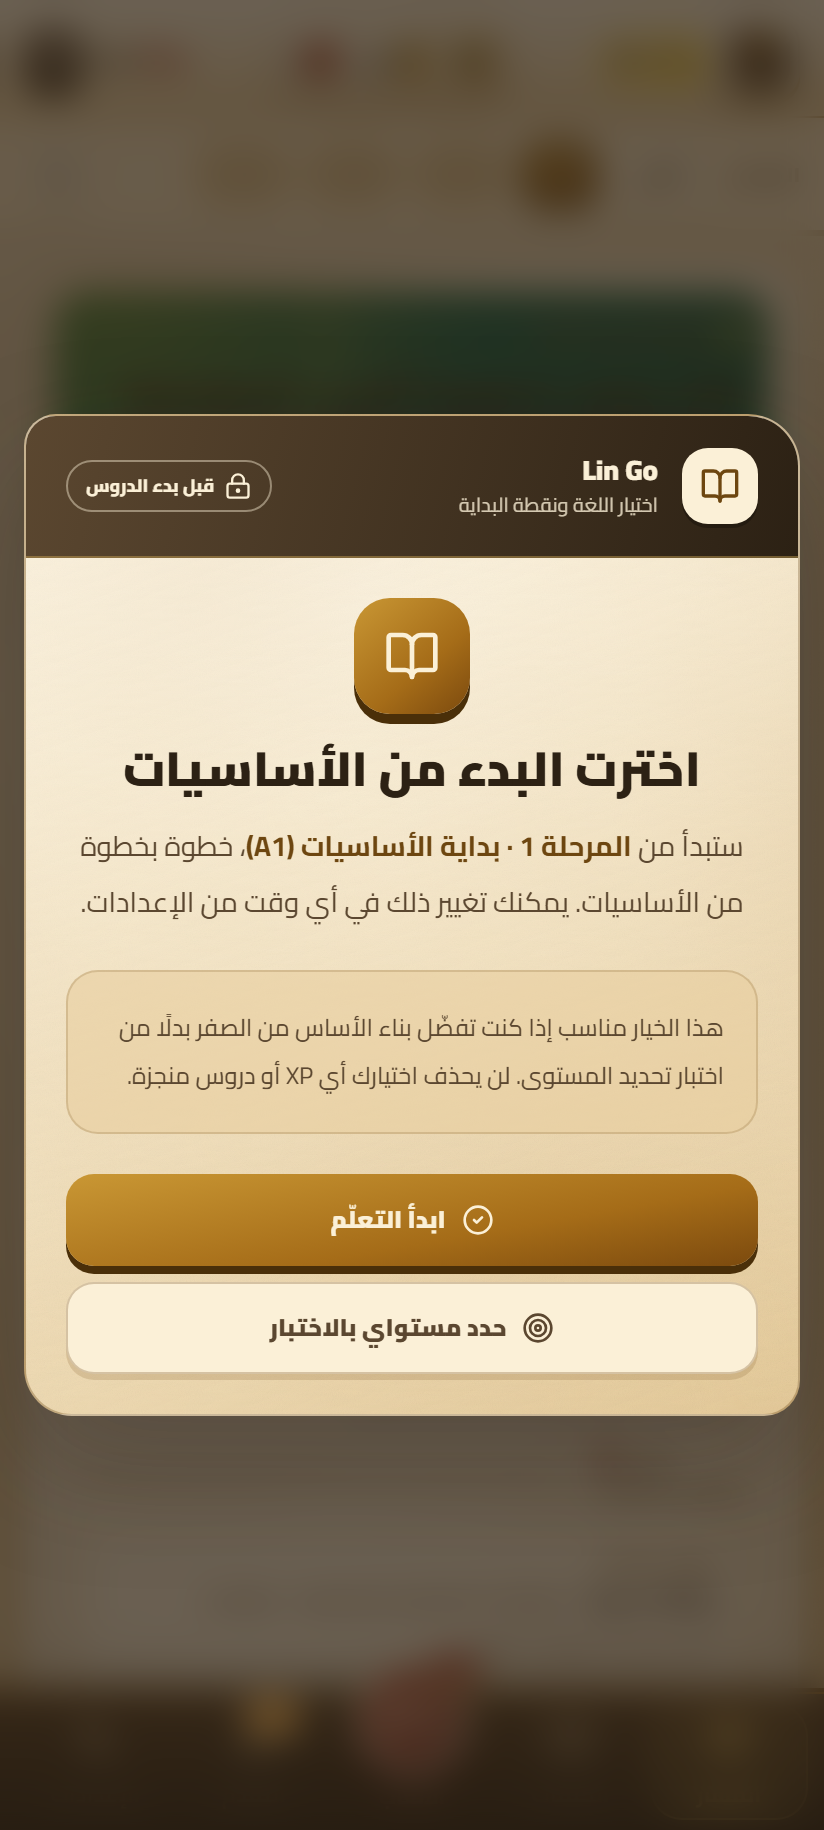 Lin Go
اختيار اللغة ونقطة البداية
قبل بدء الدروس
اخترت البدء من الأساسيات
ستبدأ من المرحلة 1 · بداية الأساسيات (A1)، خطوة بخطوة
من الأساسيات. يمكنك تغيير ذلك في أي وقت من الإعدادات.
هذا الخيار مناسب إذا كنت تفضّل بناء الأساس من الصفر بدلًا من
اختبار تحديد المستوى. لن يحذف اختيارك أي XP أو دروس منجزة.
ابدأ التعلّم
حدد مستواي بالاختبار